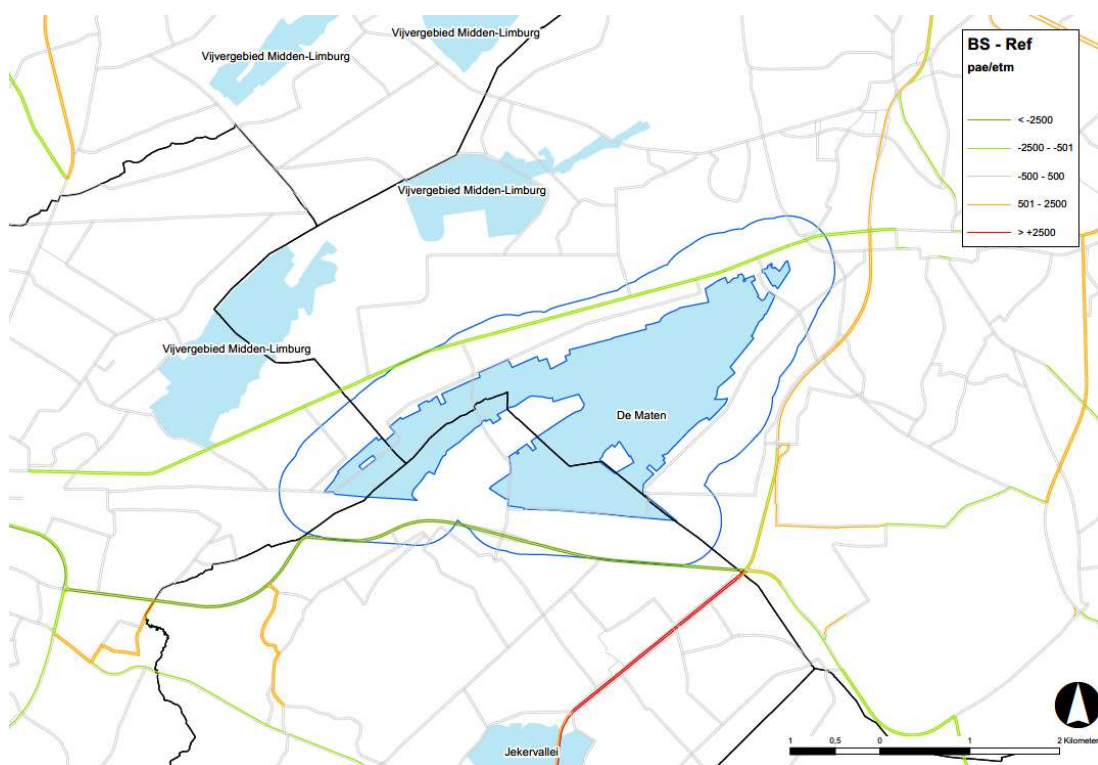 Vijvergebied Midden-Limburg
Vijvergebied Midden-Limburg
BS - Ref
pae/etm
< -2500
-2500 - -501
-500 - 500
501 - 2500
> +2500
Vijvergebied Midden-Limburg
Vijvergebied Midden-Limburg
De Maten
Jekervallei
1 0,5 0 1 2 Kilometer